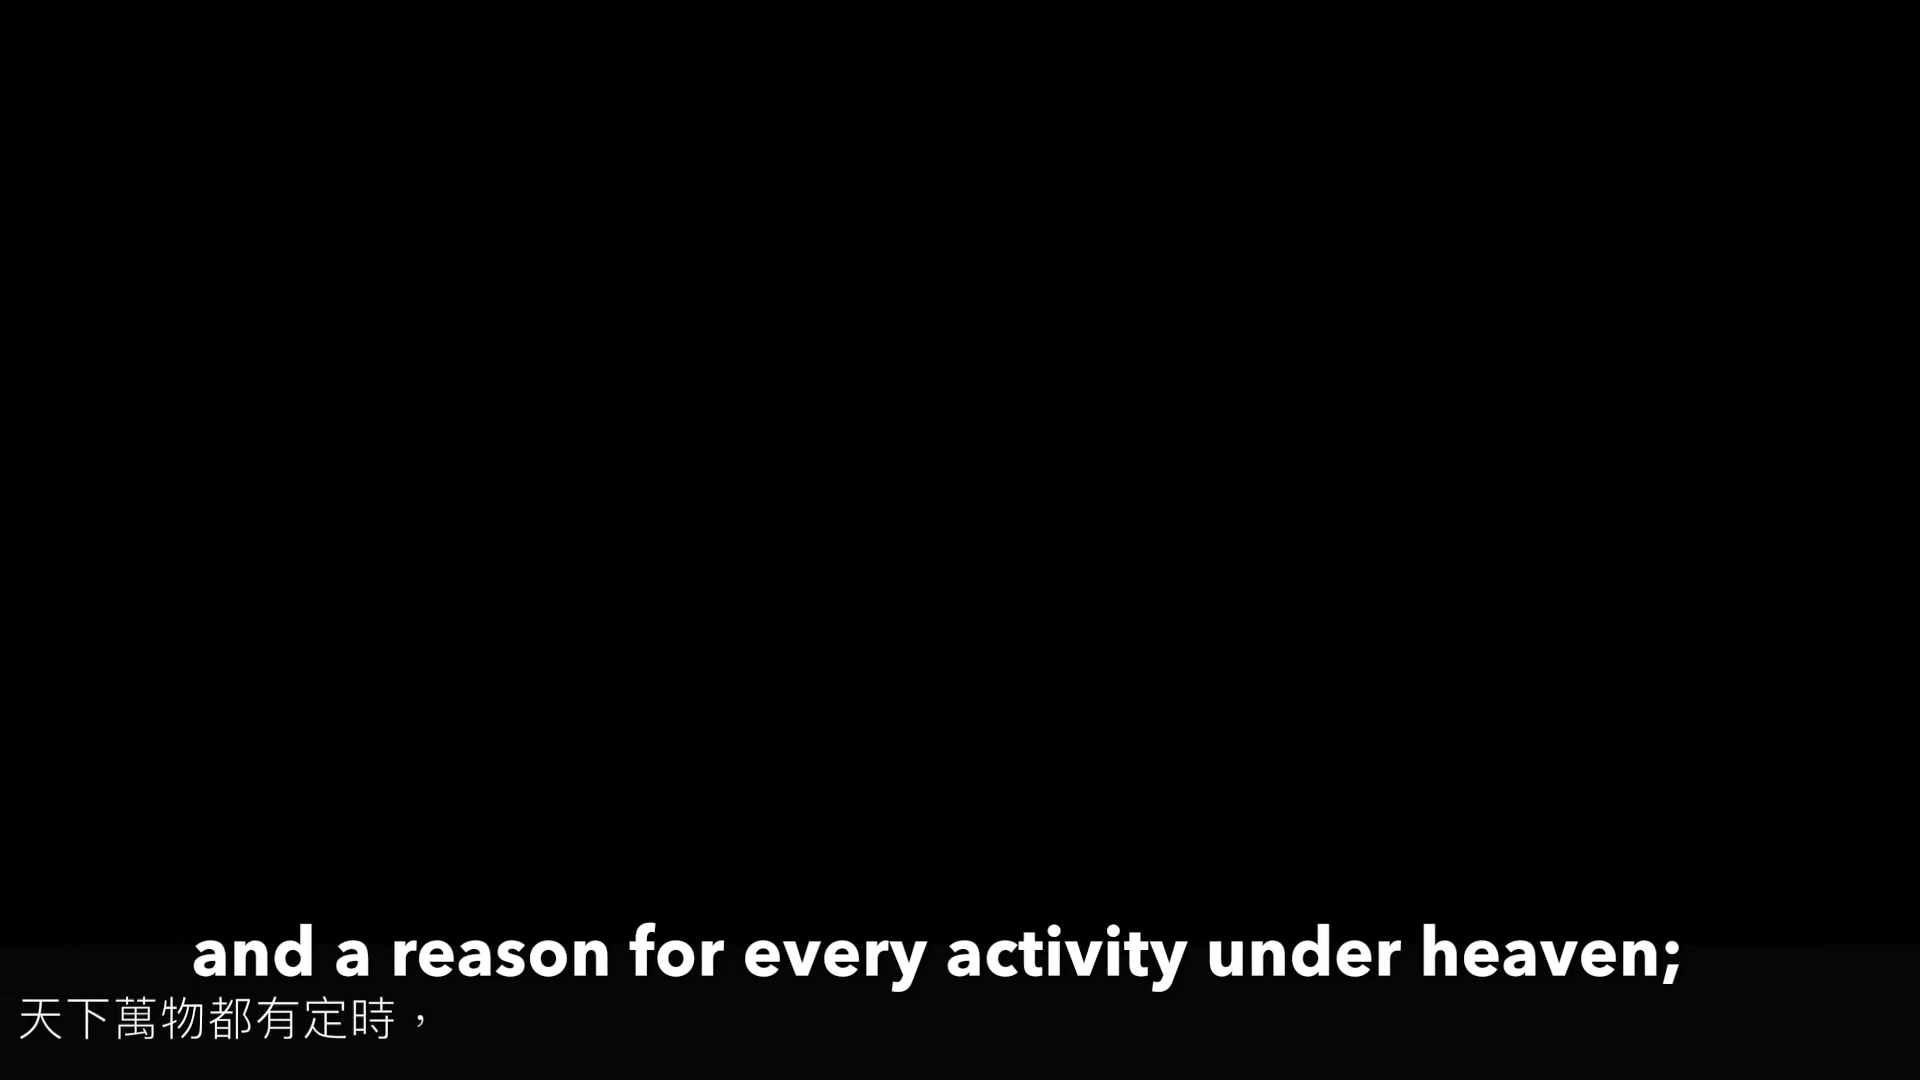 and a reason for every activity under heaven;
天下萬物都有定時，